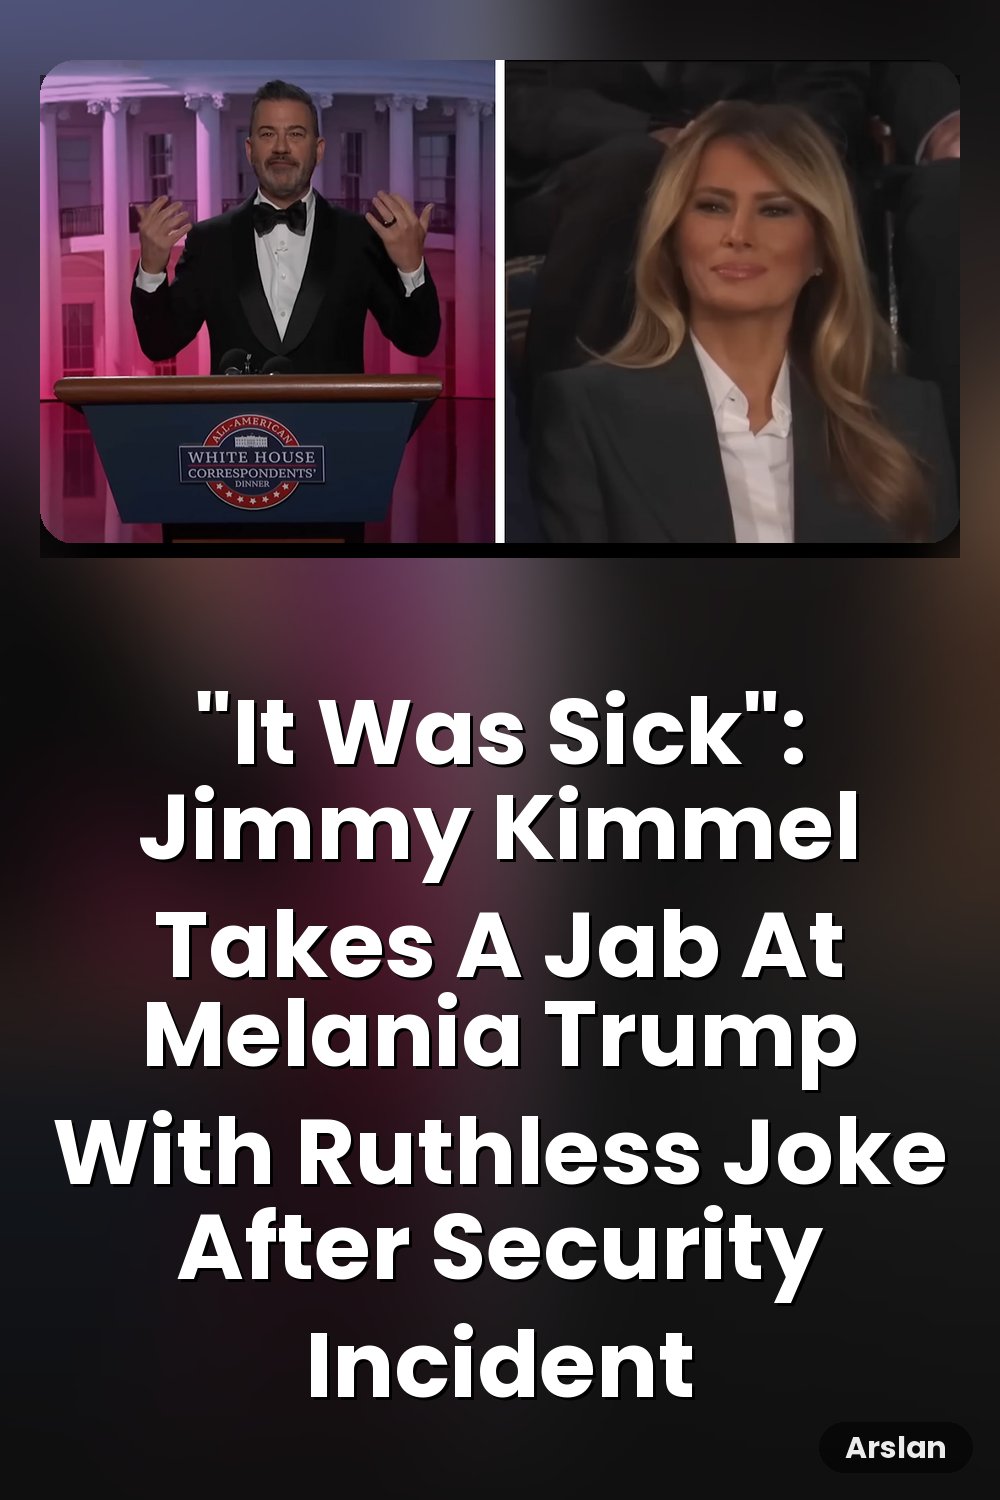 ALL-AMERICAN
WHITE HOUSE
CORRESPONDENTS'
DINNER
"It Was Sick":
Jimmy Kimmel
Takes A Jab At
Melania Trump
With Ruthless Joke
After Security
Incident
Arslan